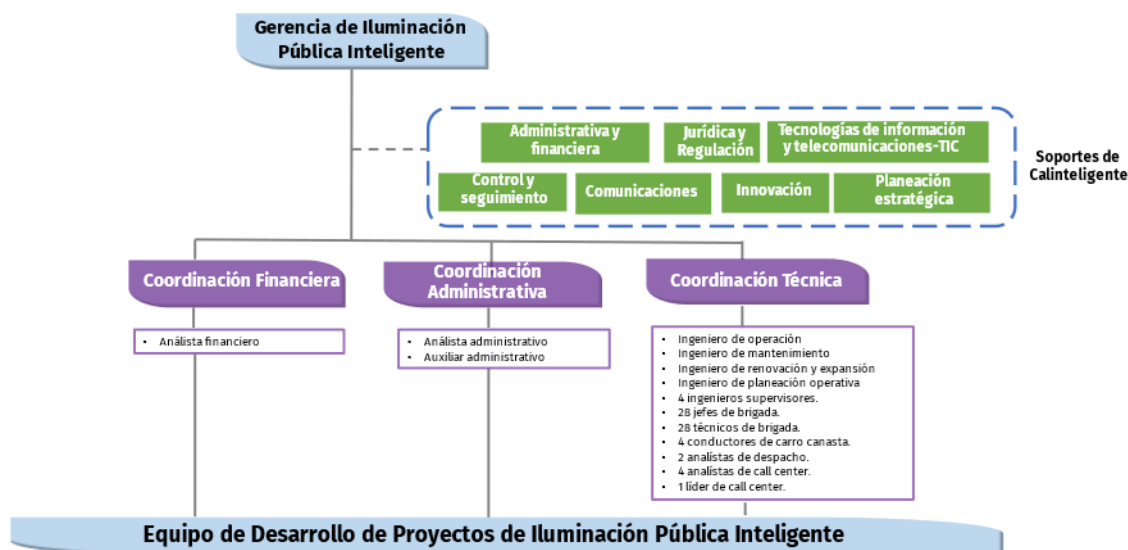 Gerencia de Iluminación
Pública Inteligente
Administrativa y
financiera
Jurídica y
Regulación
Tecnologías de información
y telecomunicaciones-TIC
Control y
seguimiento
Comunicaciones
Innovación
Planeación
estratégica
Soportes de
Calinteligente
Coordinación Financiera
• Análista financiero
Coordinación
Administrativa
• Análista administrativo
• Auxiliar administrativo
Coordinación Técnica
• Ingeniero de operación
• Ingeniero de mantenimiento
• Ingeniero de renovación y expansión
• Ingeniero de planeación operativa
• 4 ingenieros supervisores.
• 28 jefes de brigada.
• 28 técnicos de brigada.
• 4 conductores de carro canasta.
• 2 analístas de despacho.
• 4 analístas de call center.
• 1 líder de call center.
Equipo de Desarrollo de Proyectos de Iluminación Pública Inteligente